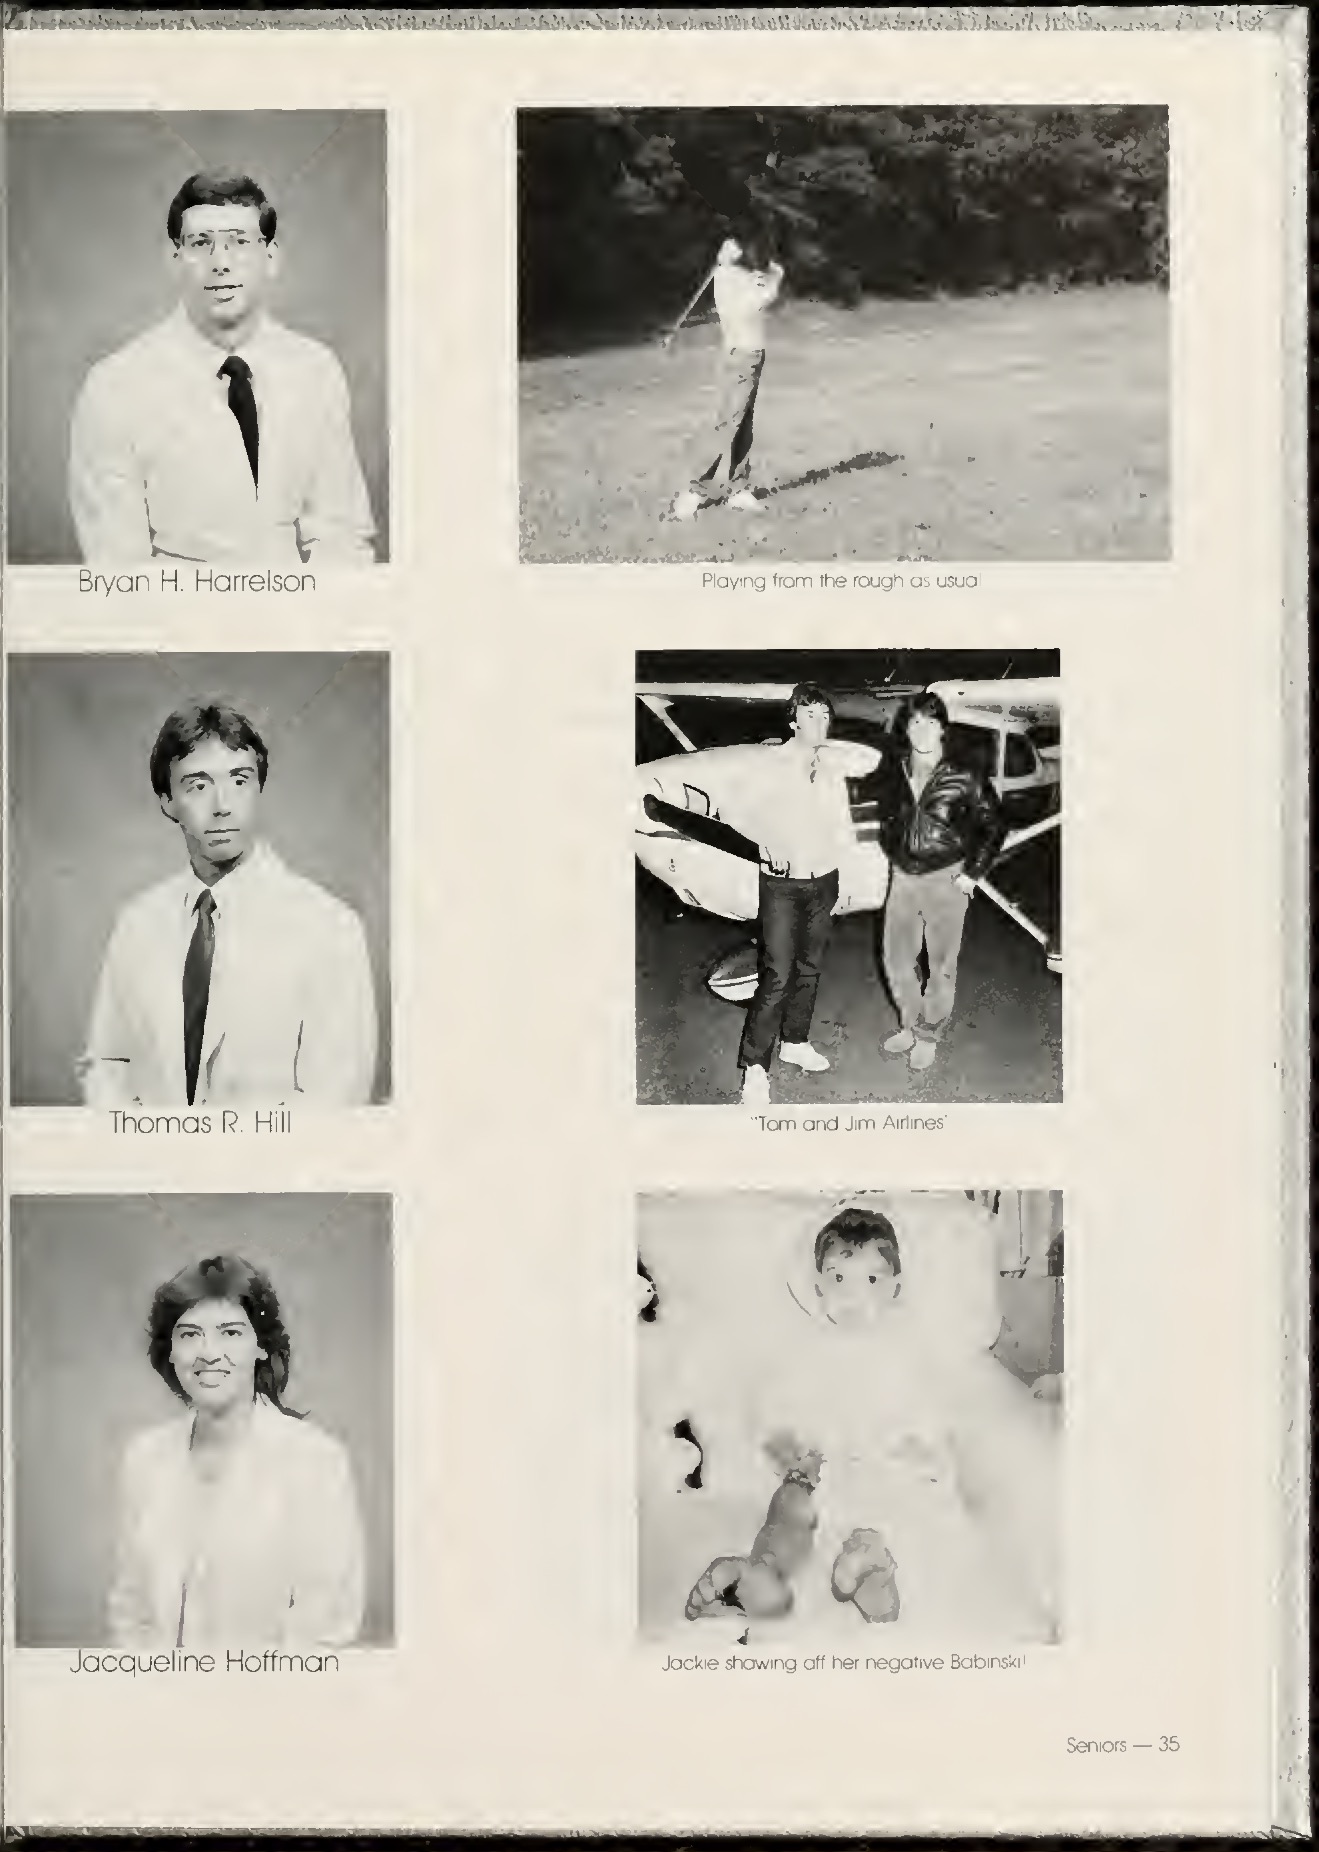 Bryan H. Harrelson
Playing from the rough as usual
Thomas R. Hill
"Tom and Jim Airlines"
Jacqueline Hoffman
Jackie showing off her negative Babinski!
Seniors — 35